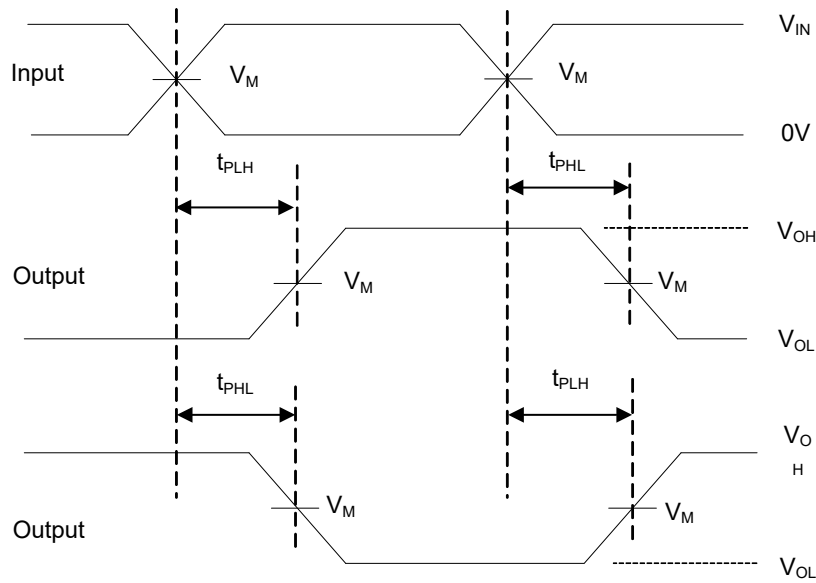 V_IN
Input V_M V_M
0V
t_PLH t_PHL
V_OH
Output V_M V_M
V_OL
t_PHL t_PLH
V_O
H
V_M V_M
Output
V_OL